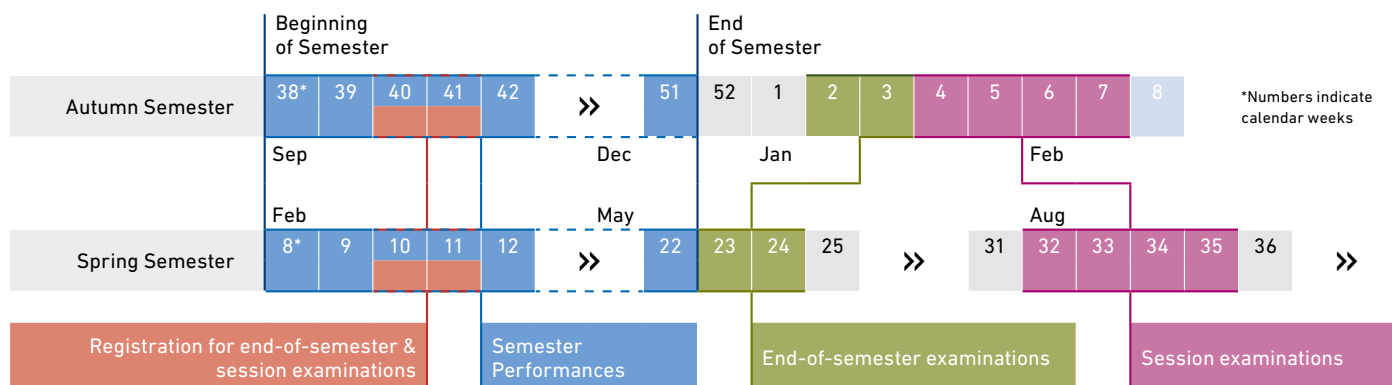 Beginning
of Semester
End
of Semester
Autumn Semester
38* 39 40 41 42 » 51 52 1 2 3 4 5 6 7 8
*Numbers indicate
calendar weeks
Sep Dec Jan Feb
Feb May Aug
Spring Semester
8* 9 10 11 12 » 22 23 24 25 » 31 32 33 34 35 36 »
Registration for end-of-semester &
session examinations
Semester
Performances
End-of-semester examinations
Session examinations